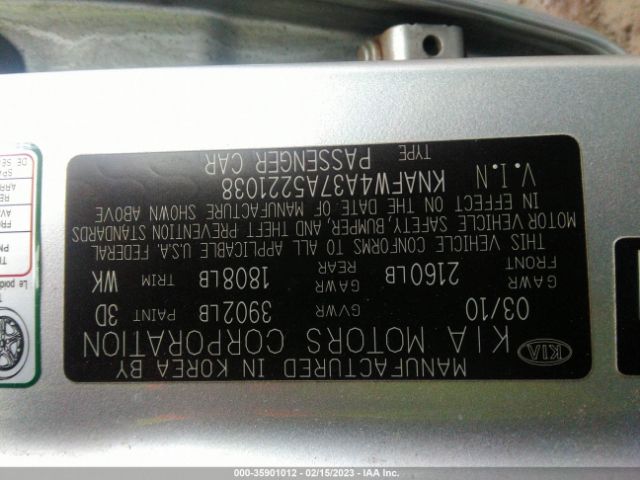 MANUFACTURED IN KOREA BY
KIA KIA MOTORS CORPORATION
03/10 GVWR 3902LB PAINT 3D
GAWR FRONT 2160LB GAWR REAR 1808LB TRIM WK
THIS VEHICLE CONFORMS TO ALL APPLICABLE U.S.A. FEDERAL
MOTOR VEHICLE SAFETY, BUMPER, AND THEFT PREVENTION STANDARDS
IN EFFECT ON THE DATE OF MANUFACTURE SHOWN ABOVE
V.I.N KNAFW4A37A5221038
TYPE PASSENGER CAR
Le poid
000-35901012 - 02/15/2023 - IAA Inc.